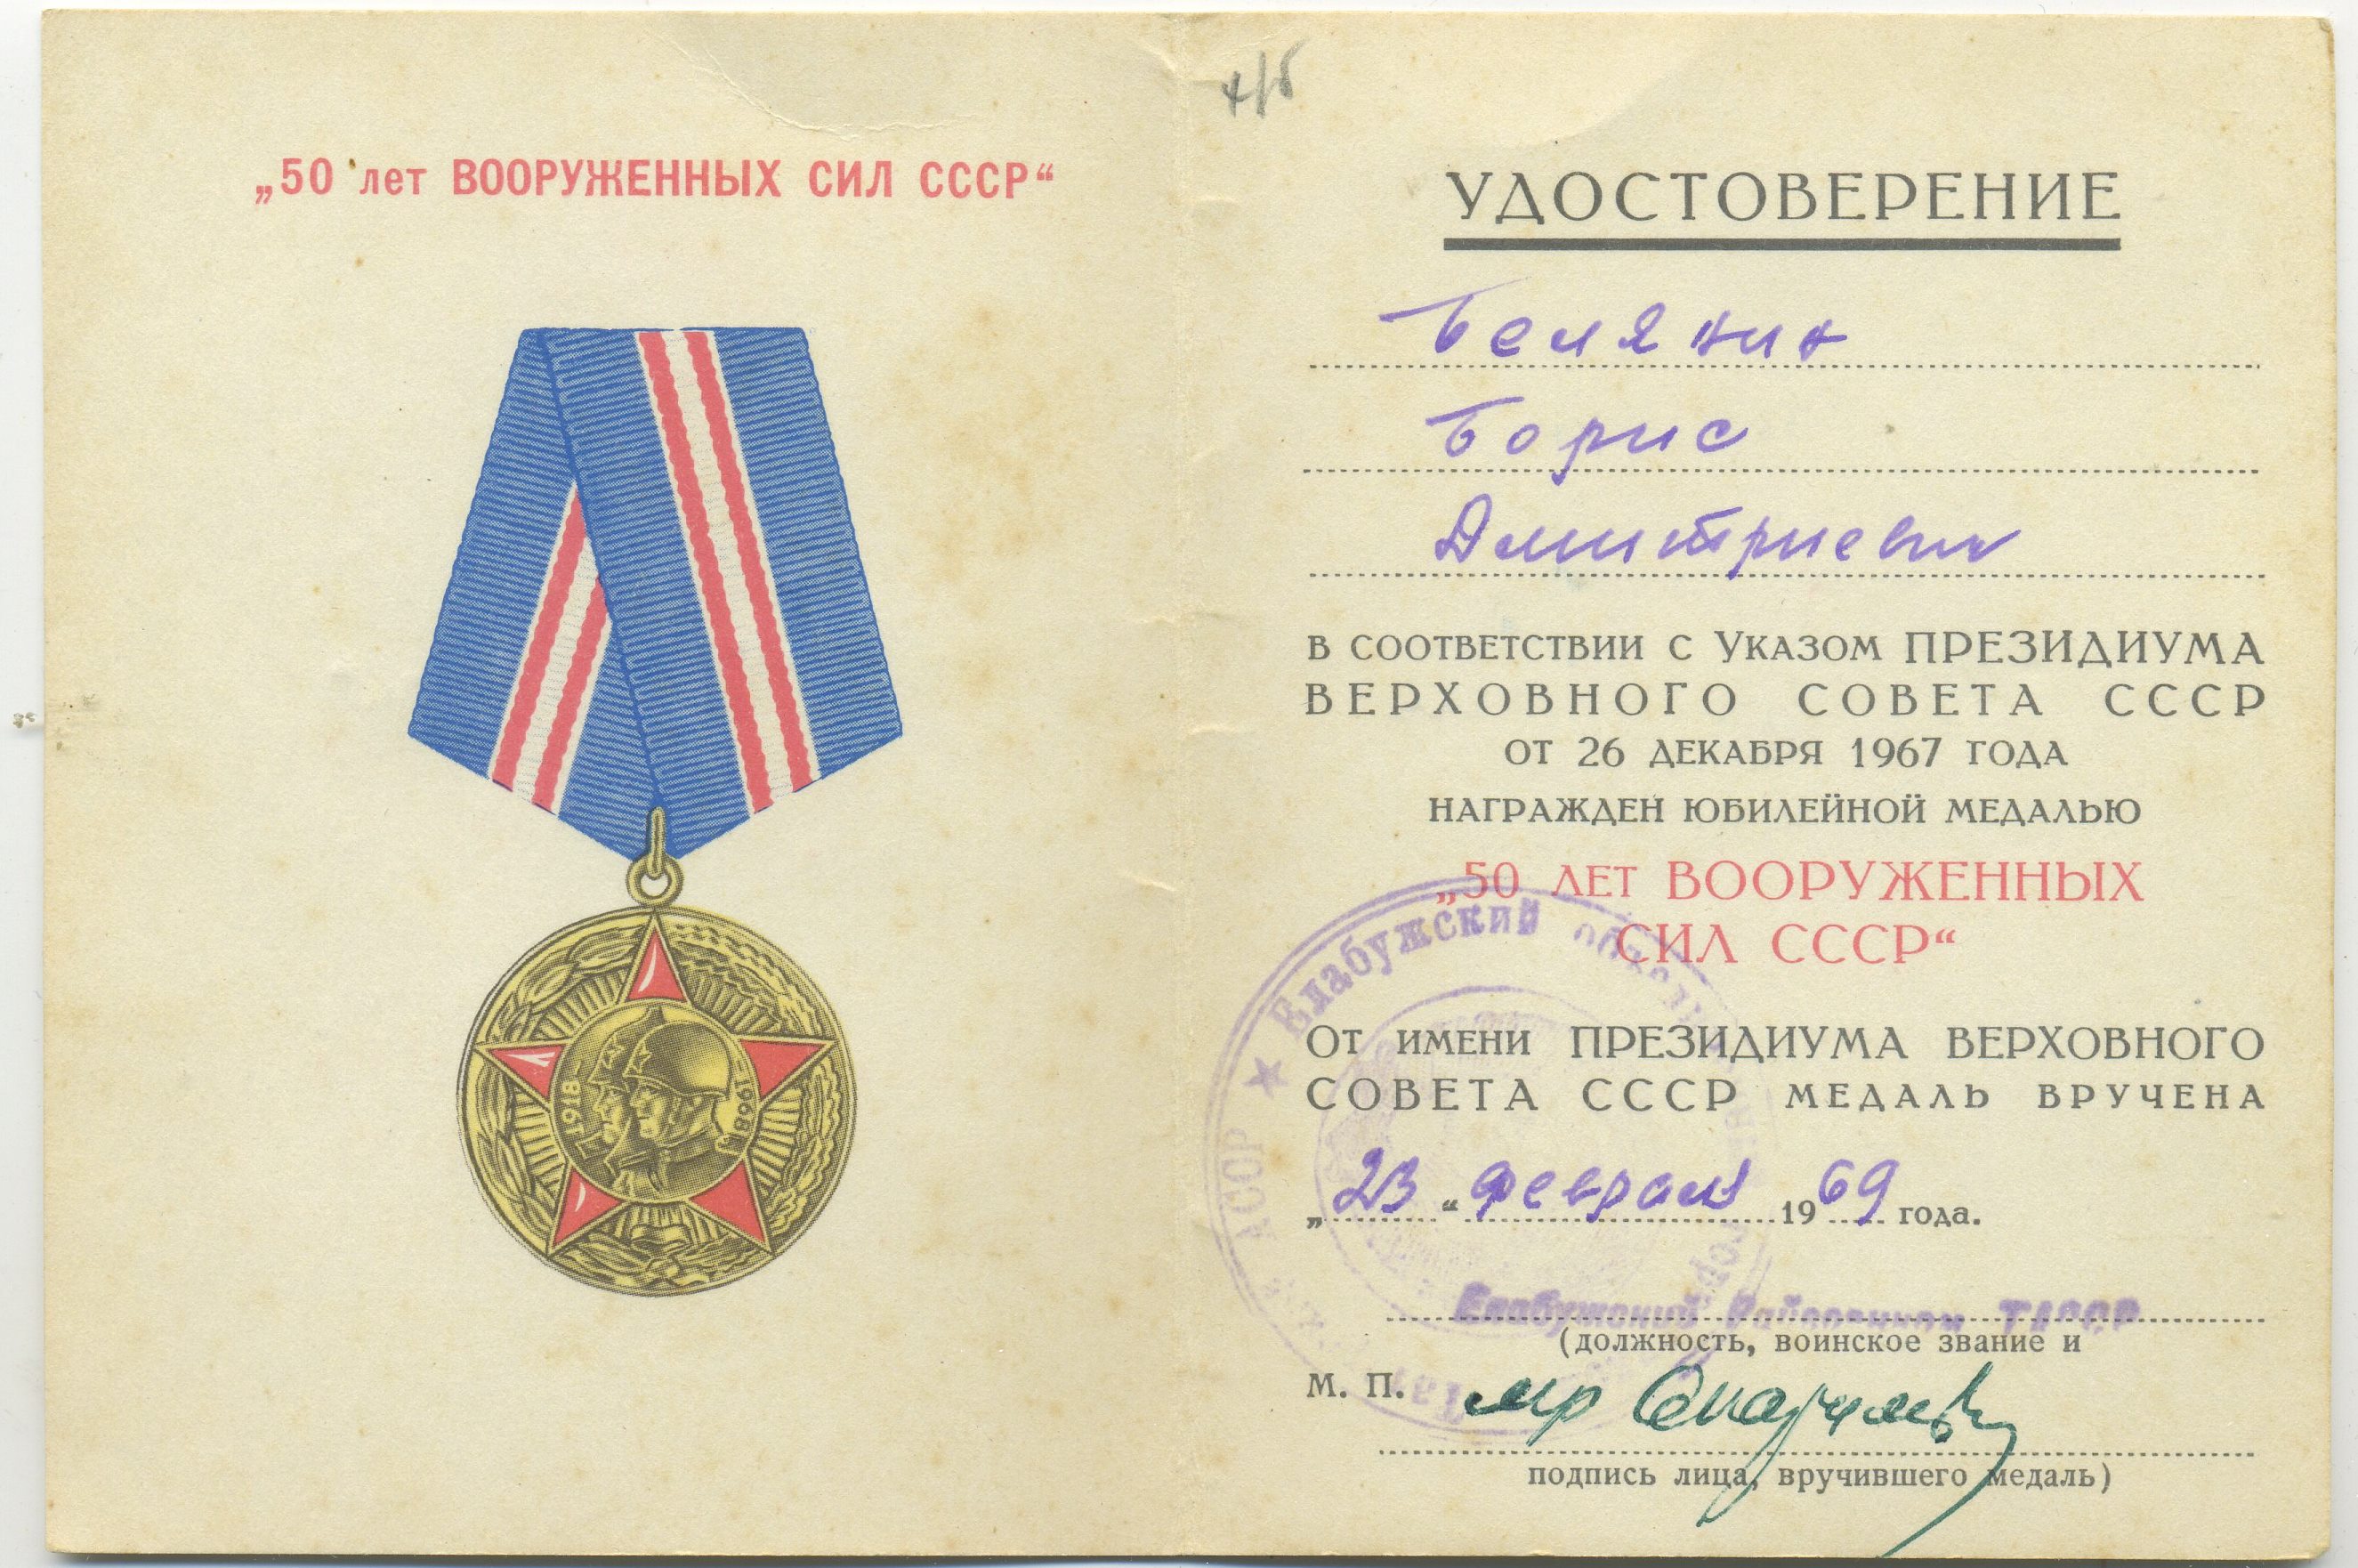 „50 лет ВООРУЖЕННЫХ СИЛ СССР“
1918
1968
УДОСТОВЕРЕНИЕ
Белянин
Борис
Дмитриевич
В СООТВЕТСТВИИ С УКАЗОМ ПРЕЗИДИУМА
ВЕРХОВНОГО СОВЕТА СССР
ОТ 26 ДЕКАБРЯ 1967 ГОДА
НАГРАЖДЕН ЮБИЛЕЙНОЙ МЕДАЛЬЮ
„50 ЛЕТ ВООРУЖЕННЫХ
СИЛ СССР“
Елабужский
ОТ ИМЕНИ ПРЕЗИДИУМА ВЕРХОВНОГО
СОВЕТА СССР МЕДАЛЬ ВРУЧЕНА
„23“ февраля 1969 года.
Елабужский Райвоенком ТАССР
(должность, воинское звание и
М. П.
подпись лица, вручившего медаль)